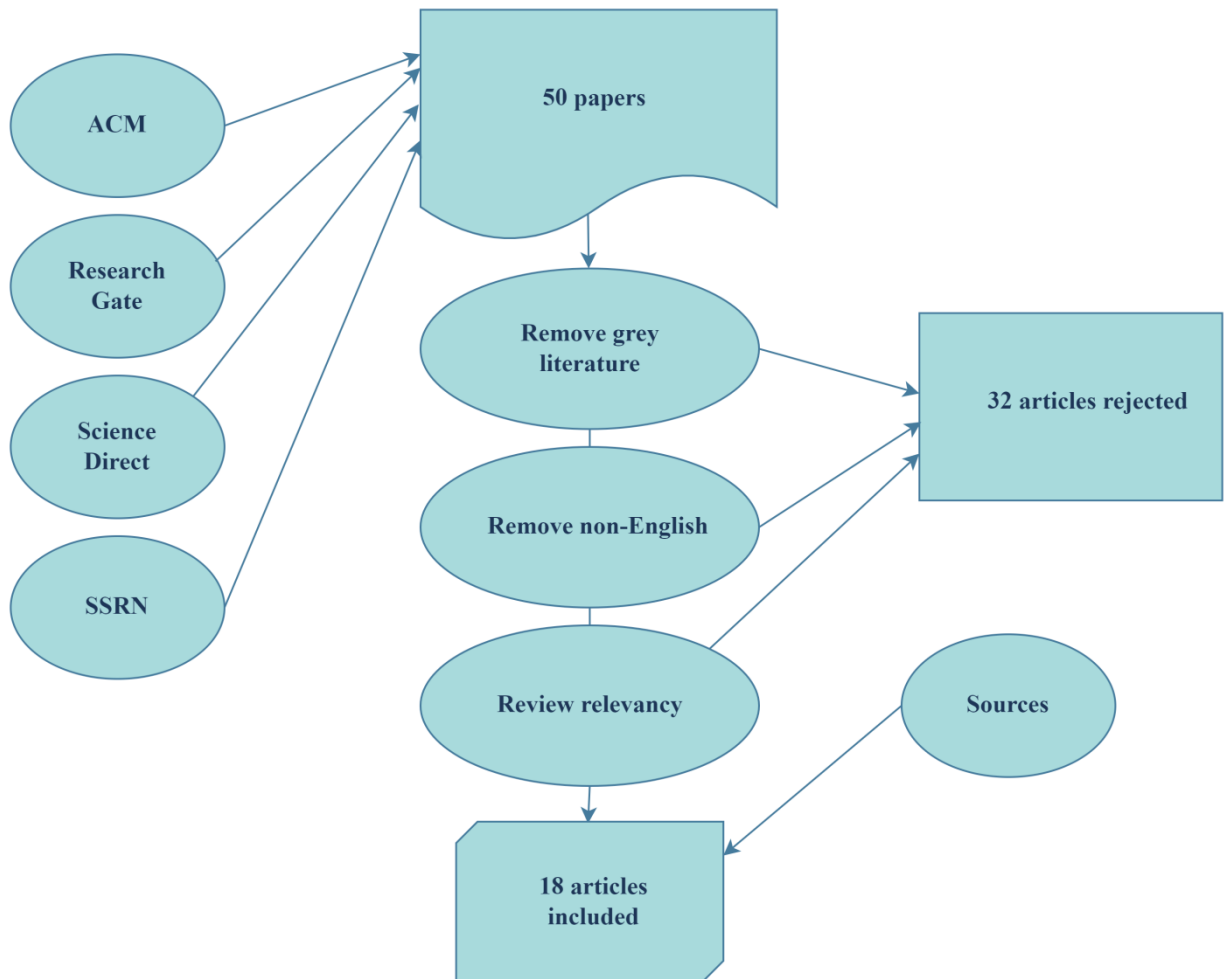 ACM
Research
Gate
Science
Direct
SSRN
50 papers
Remove grey
literature
Remove non-English
Review relevancy
32 articles rejected
Sources
18 articles
included